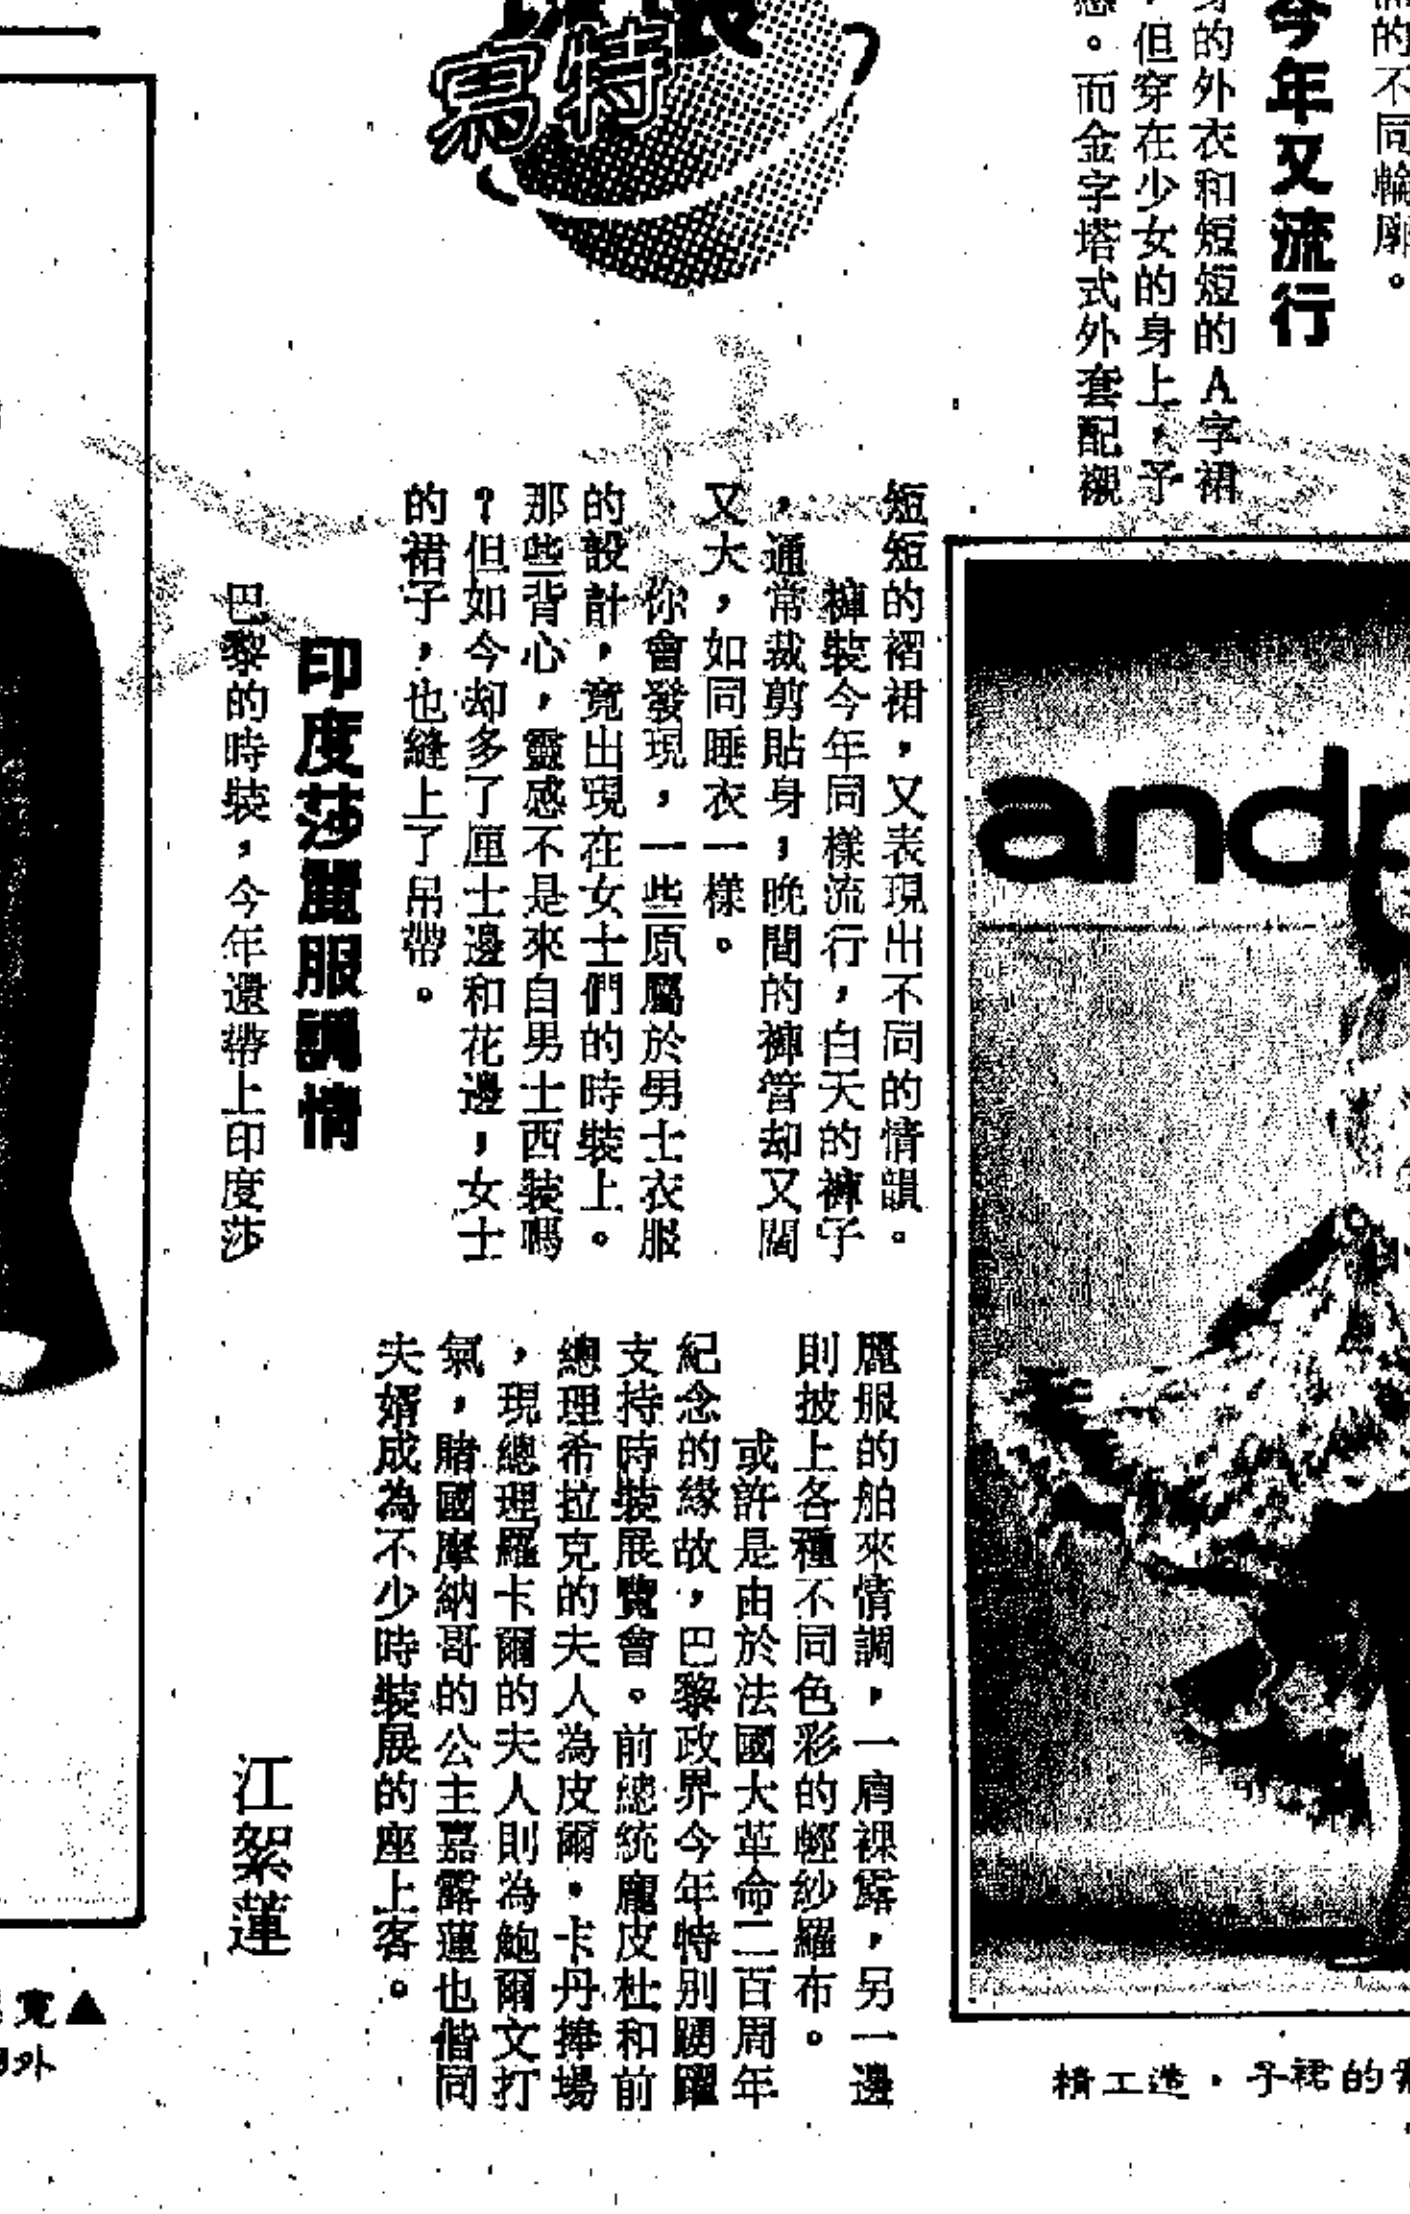 的不同輪廓。
今年又流行
的外衣和短短的A字裙
，但穿在少女的身上，予
。而金字塔式外套配襯
特寫
短短的褶裙，又表現出不同的情韻。
褲裝今年同樣流行，白天的褲子
，通常裁剪貼身；晚間的褲管却又闊
又大，如同睡衣一樣。
你會發現，一些原屬於男士衣服
的設計，竟出現在女士們的時裝上。
那些背心，靈感不是來自男士西裝嗎
？但如今却多了厘士邊和花邊；女士
的裙子，也縫上了吊帶。
印度莎麗服調情
巴黎的時裝，今年還帶上印度莎
麗服的舶來情調，一肩裸露，另一邊
則披上各種不同色彩的輕紗羅布。
或許是由於法國大革命二百周年
紀念的緣故，巴黎政界今年特別踴躍
支持時裝展覽會。前總統龐皮杜和前
總理希拉克的夫人為皮爾·卡丹捧場
，現總理羅卡爾的夫人則為鮑爾文打
氣，賭國摩納哥的公主嘉露蓮也偕同
夫婿成為不少時裝展的座上客。
江絮蓮
and
的裙子，造工精
▲寬
外